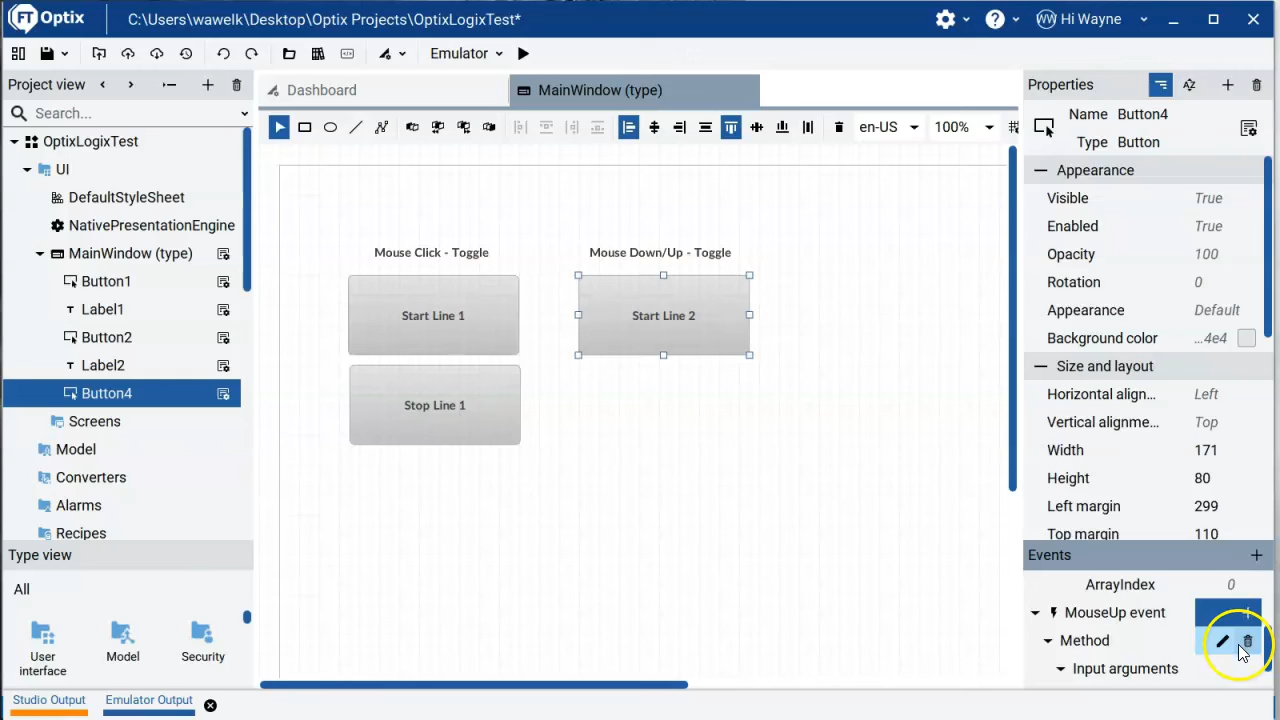 FT Optix
C:\Users\wawelk\Desktop\Optix Projects\OptixLogixTest*
WW Hi Wayne
Emulator
Project view
Dashboard
MainWindow (type)
Properties
Search...
en-US
100%
Name Button4
Type Button
OptixLogixTest
UI
DefaultStyleSheet
NativePresentationEngine
MainWindow (type)
Button1
Label1
Button2
Label2
Button4
Screens
Model
Converters
Alarms
Recipes
Mouse Click - Toggle
Mouse Down/Up - Toggle
Start Line 1
Start Line 2
Stop Line 1
Appearance
Visible True
Enabled True
Opacity 100
Rotation 0
Appearance Default
Background color ...4e4
Size and layout
Horizontal align... Left
Vertical alignme... Top
Width 171
Height 80
Left margin 299
Top margin 110
Type view
All
User interface
Model
Security
Events
ArrayIndex 0
MouseUp event
Method
Input arguments
Studio Output
Emulator Output